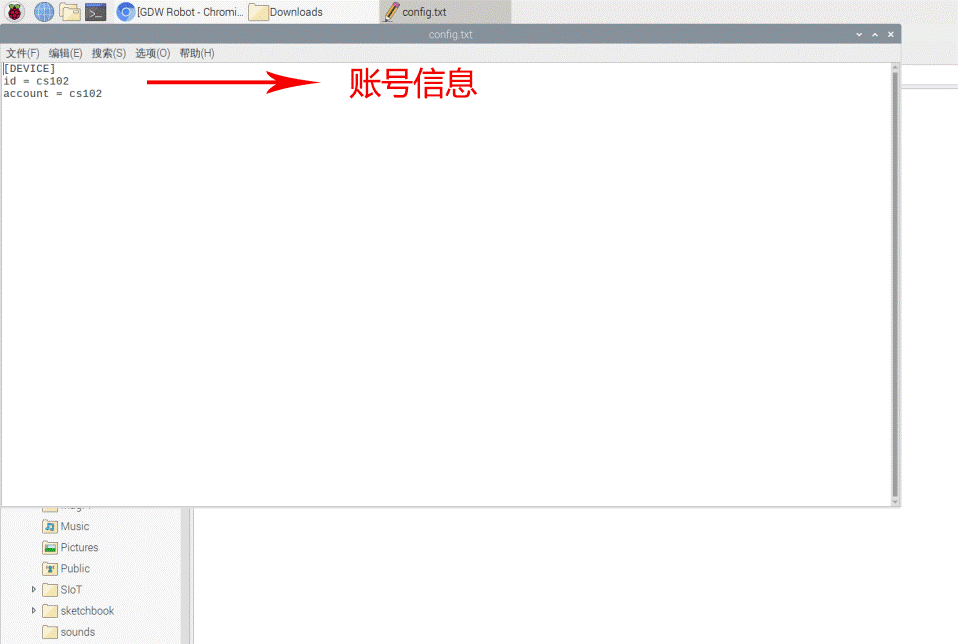 [GDW Robot - Chromi... Downloads config.txt
config.txt
文件(F) 编辑(E) 搜索(S) 选项(O) 帮助(H)
[DEVICE]
id = cs102
account = cs102
账号信息
Music
Pictures
Public
SIoT
sketchbook
sounds